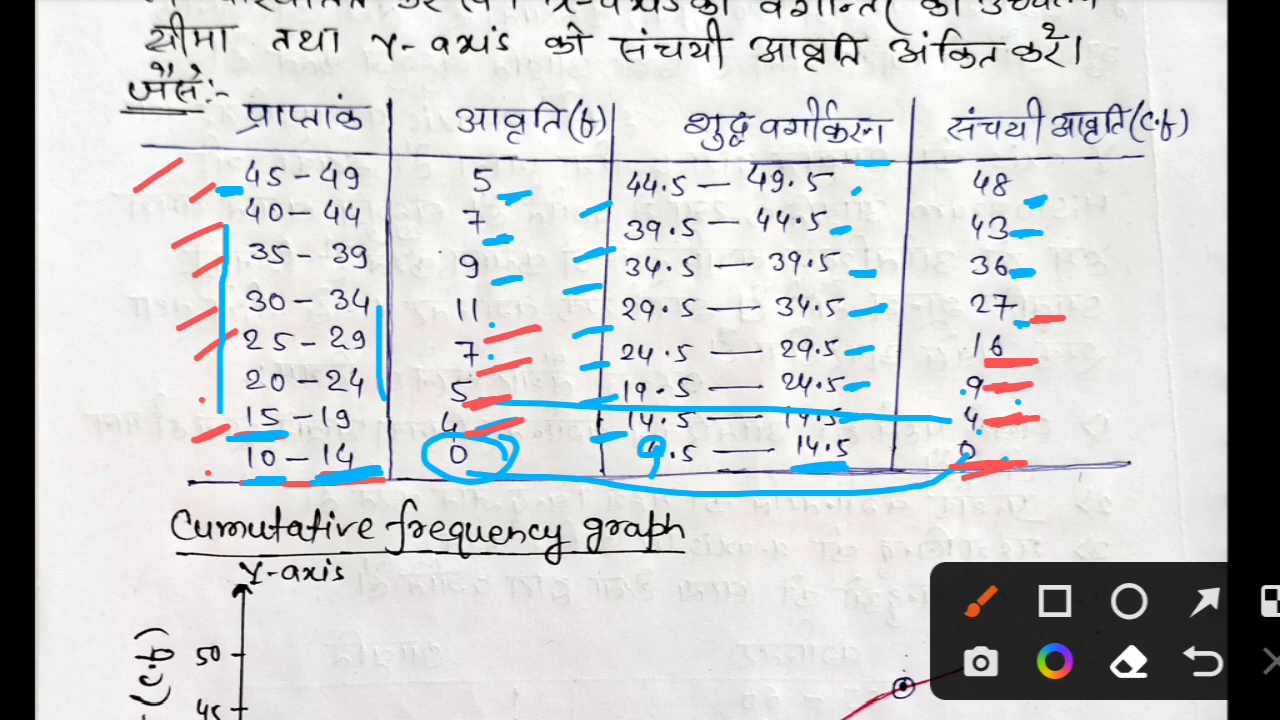 सीमा तथा Y-axis को संचयी आवृति अंकित करें।
जैसे:-
प्राप्तांक आवृति(f) शुद्ध वर्गीकरन संचयी आवृति(c.f)
45-49 5 44.5 — 49.5 48
40-44 7 39.5 — 44.5 43
35-39 9 34.5 — 39.5 36
30-34 11 29.5 — 34.5 27
25-29 7 24.5 — 29.5 16
20-24 5 19.5 — 24.5 9
15-19 4 14.5 — 19.5 4
10-14 0 9.5 — 14.5 0
Cumutative frequency graph
Y-axis
50
45
(c.f)